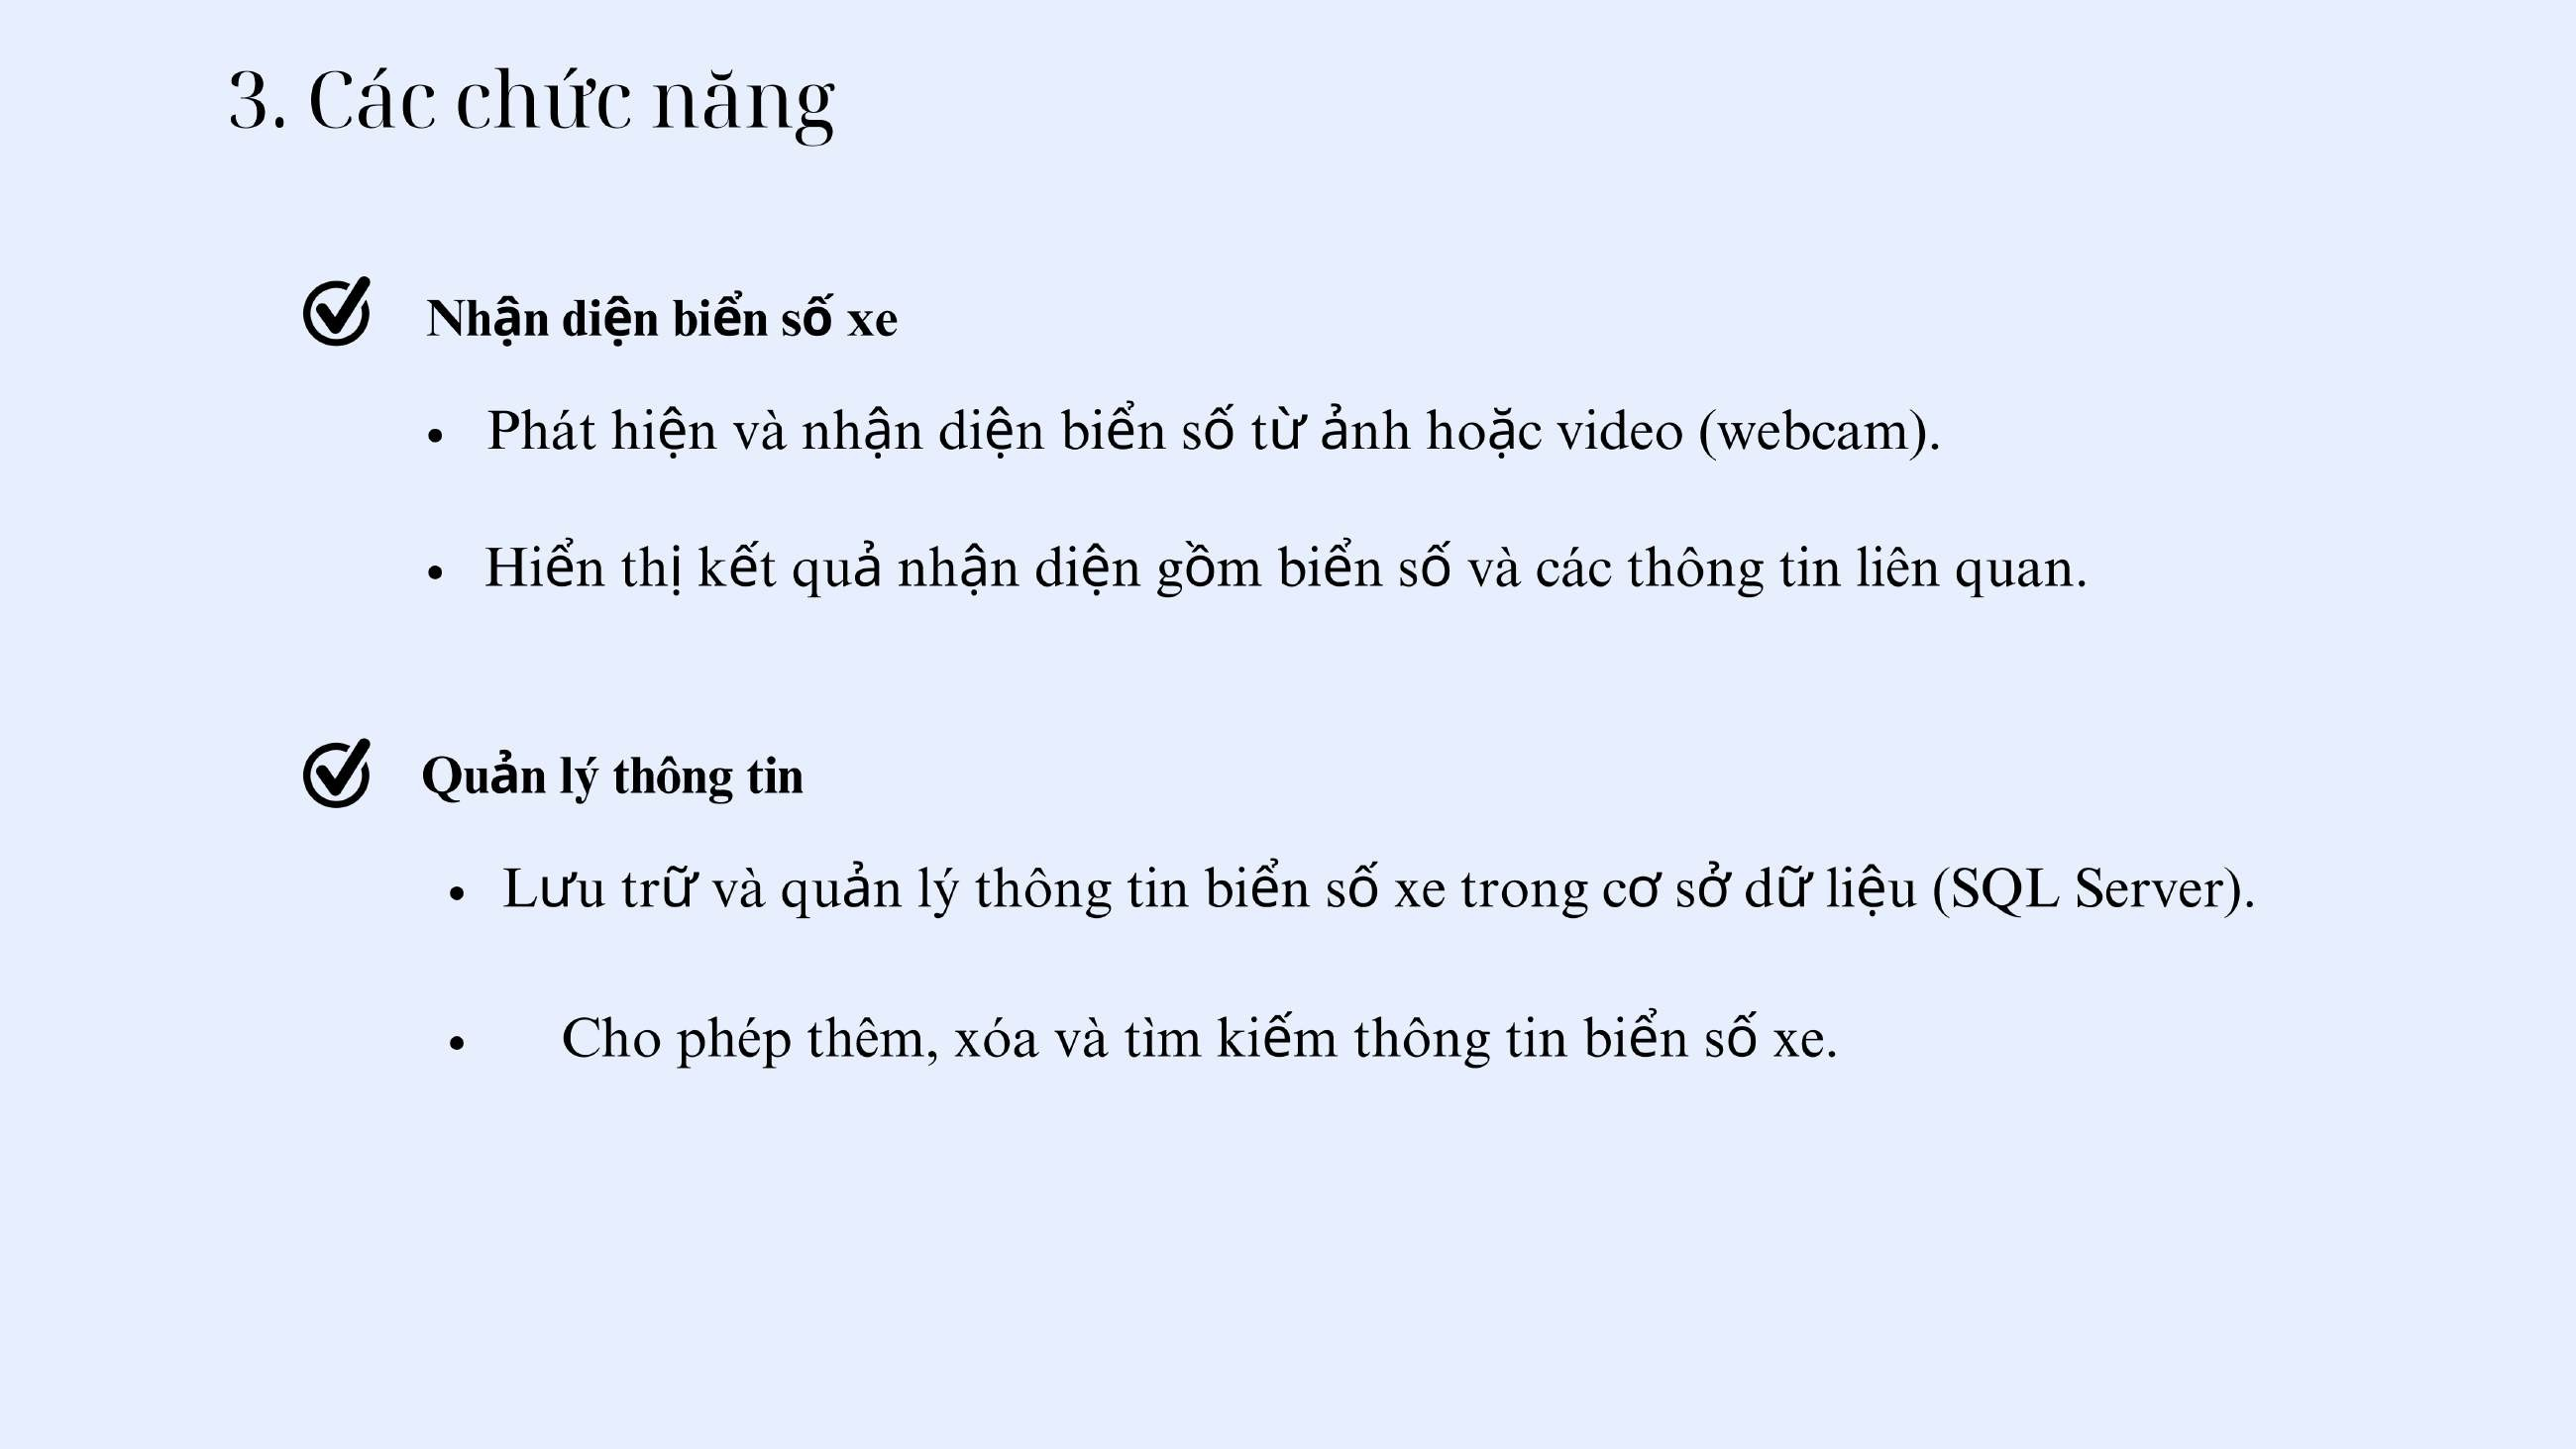 3. Các chức năng
Nhận diện biển số xe
• Phát hiện và nhận diện biển số từ ảnh hoặc video (webcam).
• Hiển thị kết quả nhận diện gồm biển số và các thông tin liên quan.
Quản lý thông tin
• Lưu trữ và quản lý thông tin biển số xe trong cơ sở dữ liệu (SQL Server).
• Cho phép thêm, xóa và tìm kiếm thông tin biển số xe.